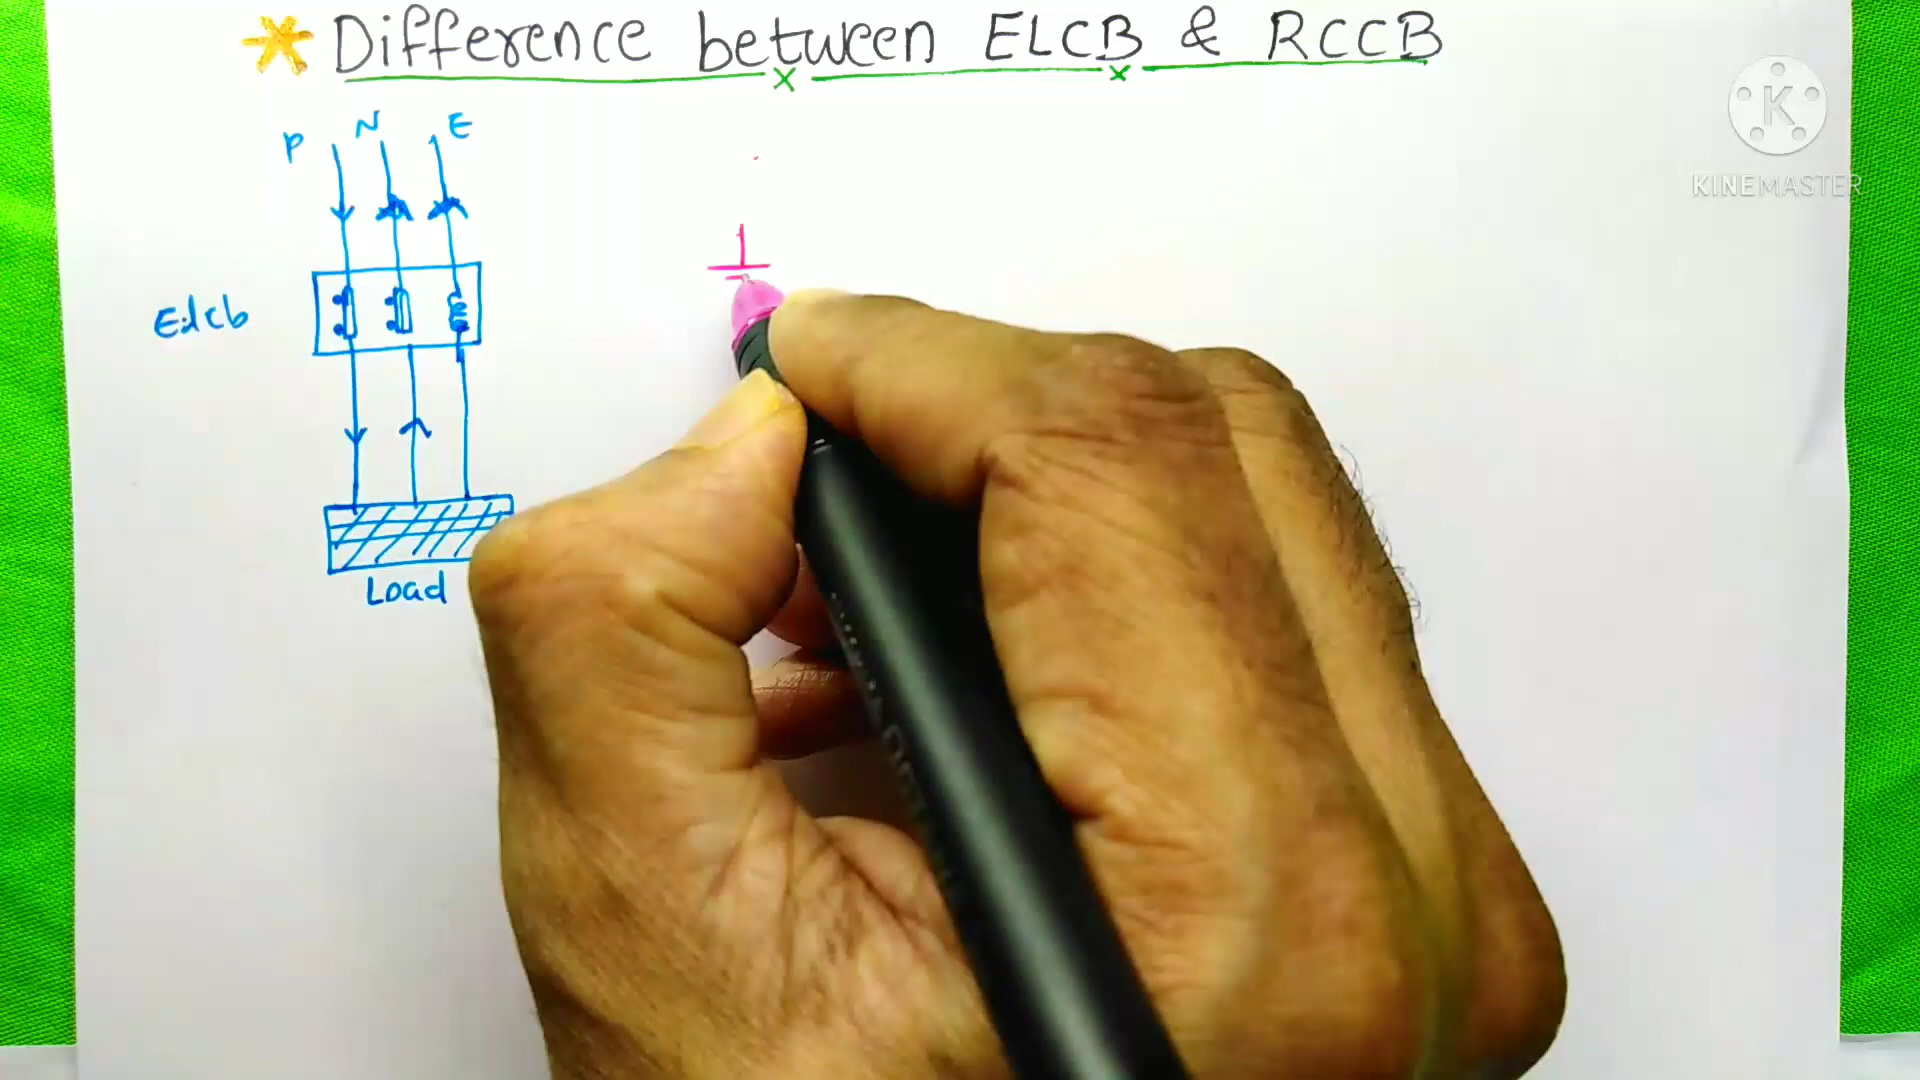 Difference between ELCB & RCCB
P N E
Elcb
Load
K
KINEMASTER